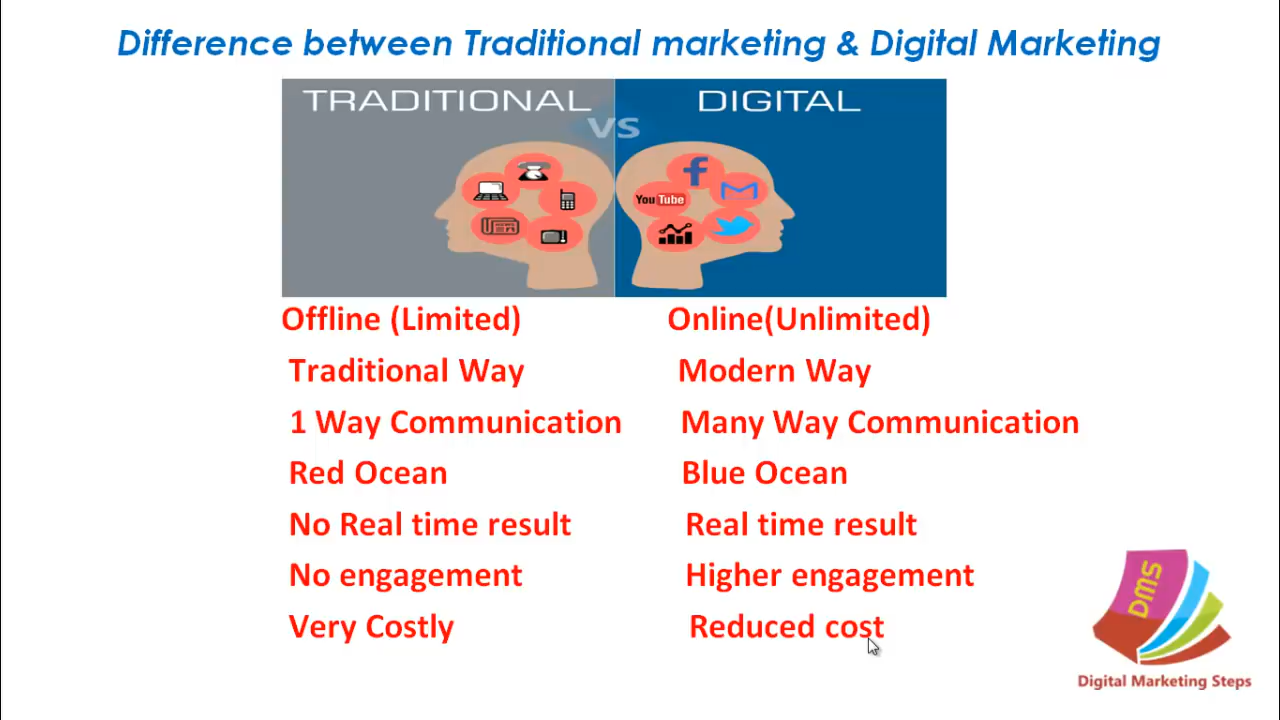 Difference between Traditional marketing & Digital Marketing
TRADITIONAL
VS
DIGITAL
f
YouTube
Offline (Limited) Online(Unlimited)
Traditional Way Modern Way
1 Way Communication Many Way Communication
Red Ocean Blue Ocean
No Real time result Real time result
No engagement Higher engagement
Very Costly Reduced cost
DMS
Digital Marketing Steps